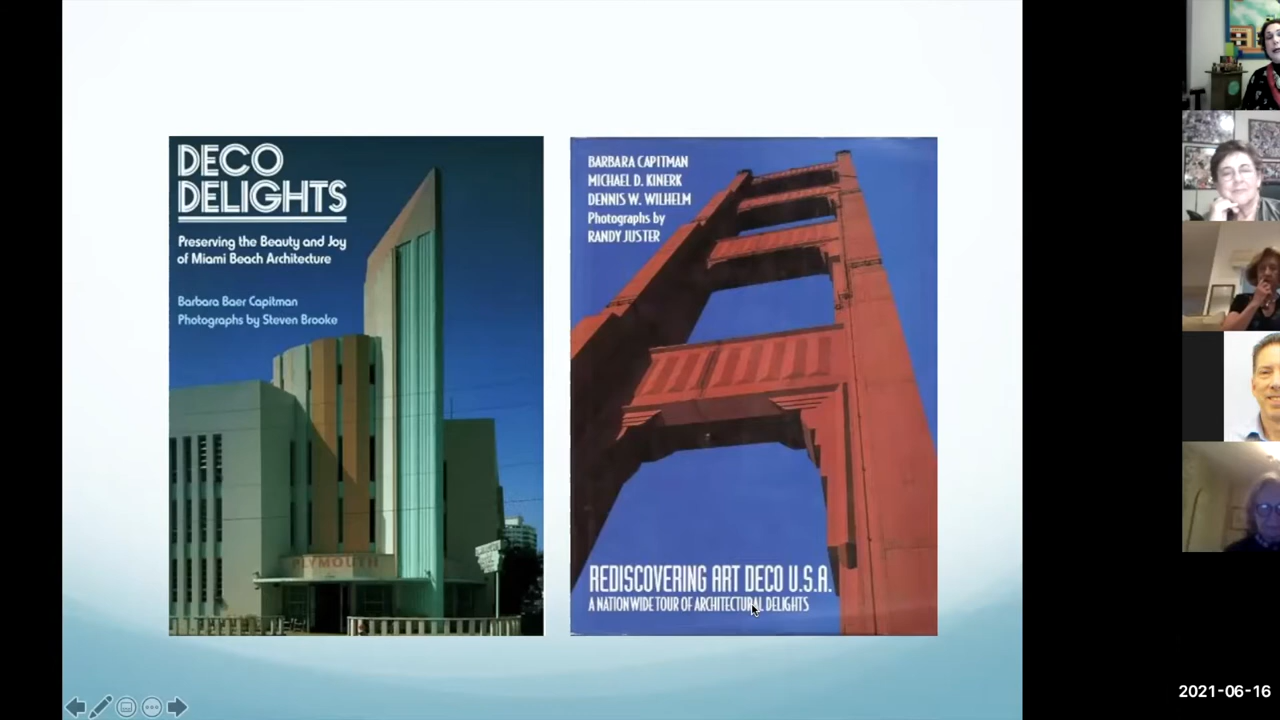 DECO
DELIGHTS
Preserving the Beauty and Joy
of Miami Beach Architecture
Barbara Baer Capitman
Photographs by Steven Brooke
PLYMOUTH
BARBARA CAPITMAN
MICHAEL D. KINERK
DENNIS W. WILHELM
Photographs by
RANDY JUSTER
REDISCOVERING ART DECO U.S.A.
A NATIONWIDE TOUR OF ARCHITECTURAL DELIGHTS
2021-06-16